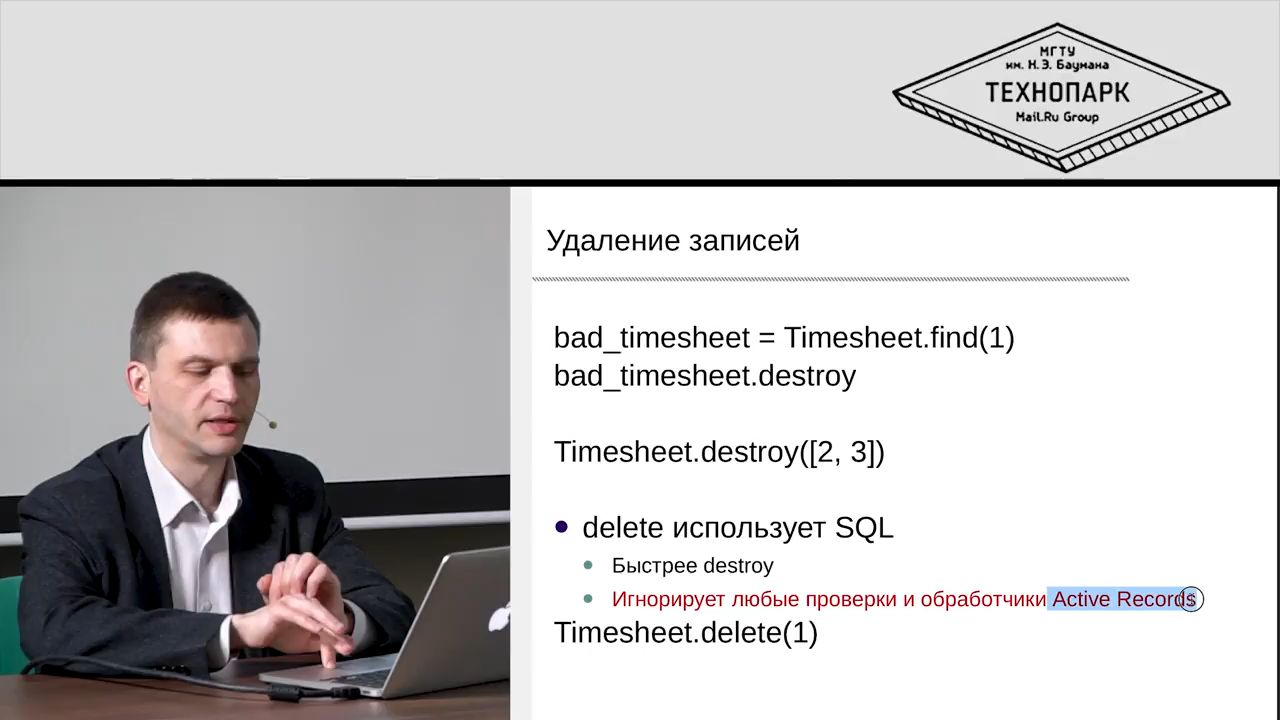 МГТУ
им. Н.Э. Баумана
ТЕХНОПАРК
Mail.Ru Group
Удаление записей
bad_timesheet = Timesheet.find(1)
bad_timesheet.destroy
Timesheet.destroy([2, 3])
delete использует SQL
Быстрее destroy
Игнорирует любые проверки и обработчики Active Records
Timesheet.delete(1)